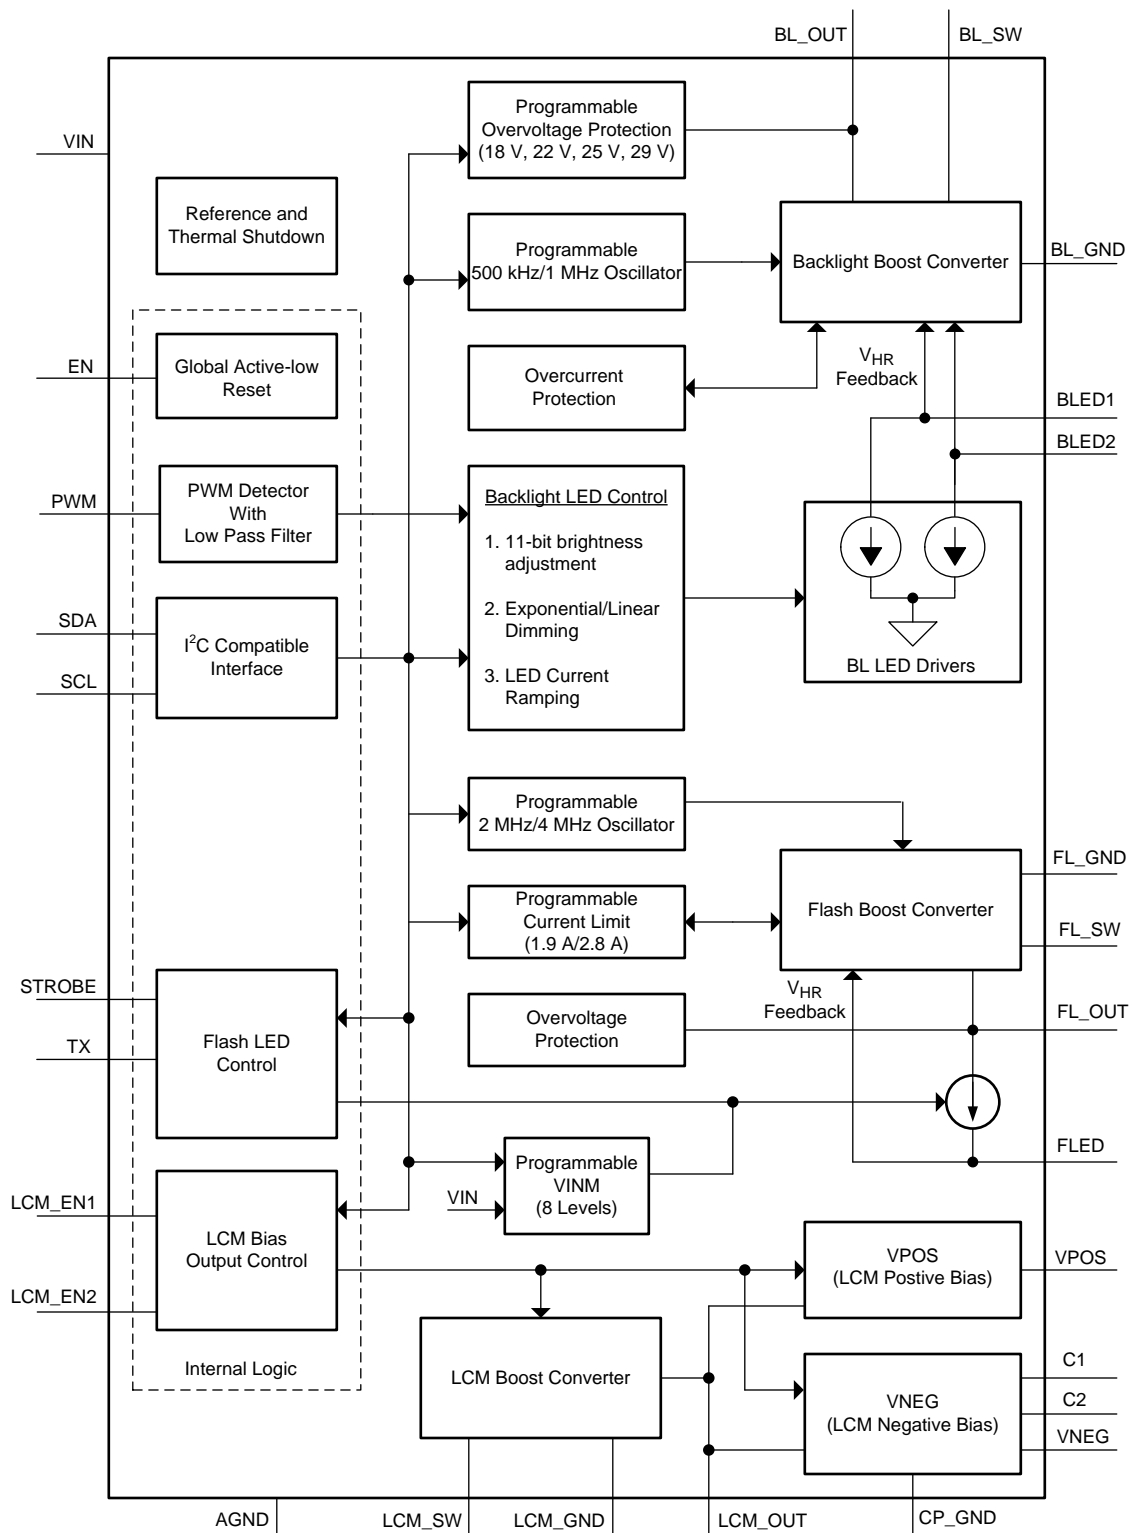 BL_OUT
BL_SW
Programmable
Overvoltage Protection
(18 V, 22 V, 25 V, 29 V)
VIN
Reference and
Thermal Shutdown
Programmable
500 kHz/1 MHz Oscillator
Backlight Boost Converter
BL_GND
EN
Global Active-low
Reset
Overcurrent
Protection
VHR
Feedback
BLED1
BLED2
PWM
PWM Detector
With
Low Pass Filter
Backlight LED Control
1. 11-bit brightness
adjustment
2. Exponential/Linear
Dimming
3. LED Current
Ramping
BL LED Drivers
SDA
SCL
I2C Compatible
Interface
Programmable
2 MHz/4 MHz Oscillator
Programmable
Current Limit
(1.9 A/2.8 A)
Flash Boost Converter
FL_GND
FL_SW
STROBE
TX
Flash LED
Control
Overvoltage
Protection
VHR
Feedback
FL_OUT
FLED
Programmable
VINM
(8 Levels)
VIN
LCM_EN1
LCM_EN2
LCM Bias
Output Control
Internal Logic
VPOS
(LCM Postive Bias)
VPOS
LCM Boost Converter
VNEG
(LCM Negative Bias)
C1
C2
VNEG
AGND
LCM_SW
LCM_GND
LCM_OUT
CP_GND